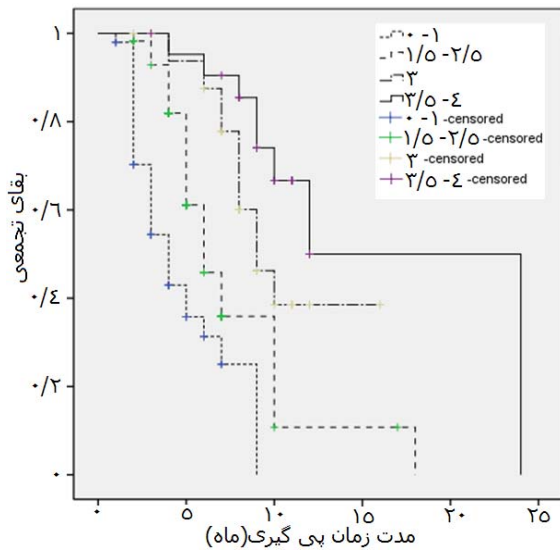 ۰-۱
۱/۵-۲/۵
۳
۳/۵-۴
۰-۱ -censored
۱/۵-۲/۵ -censored
۳ -censored
۳/۵-۴ -censored
بقای تجمعی
۱
۰/۸
۰/۶
۰/۴
۰/۲
۰
۰ ۵ ۱۰ ۱۵ ۲۰ ۲۵
مدت زمان پی گیری(ماه)